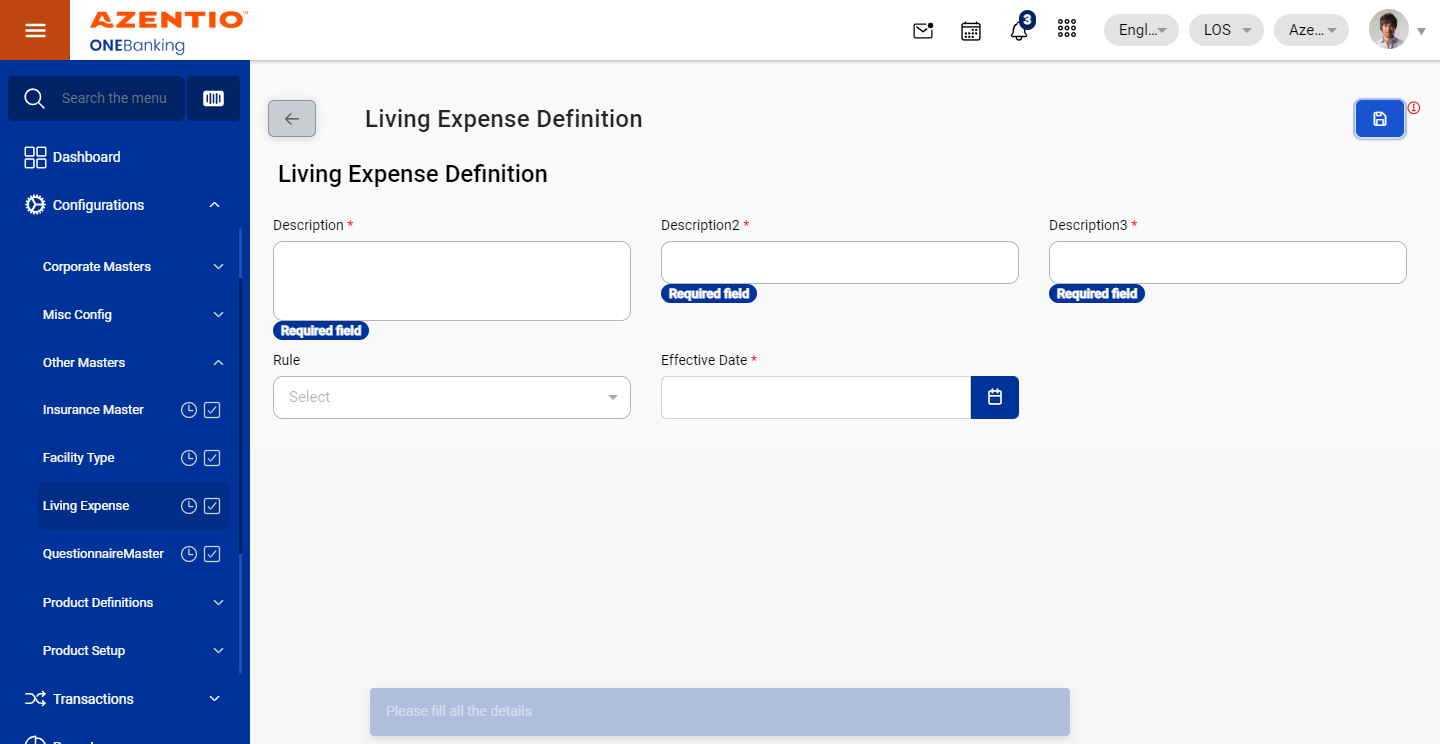 AZENTIO™
ONEBanking
3
Engl...
LOS
Aze...
Search the menu
Dashboard
Configurations
Corporate Masters
Misc Config
Other Masters
Insurance Master
Facility Type
Living Expense
QuestionnaireMaster
Product Definitions
Product Setup
Transactions
Living Expense Definition
Living Expense Definition
Description *
Description2 *
Description3 *
Required field
Required field
Required field
Rule
Effective Date *
Select
Please fill all the details